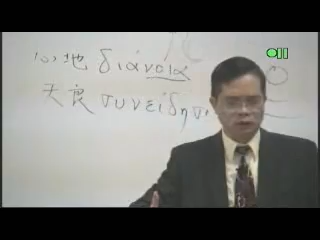 心地 διάνοια
天良 συνείδησι